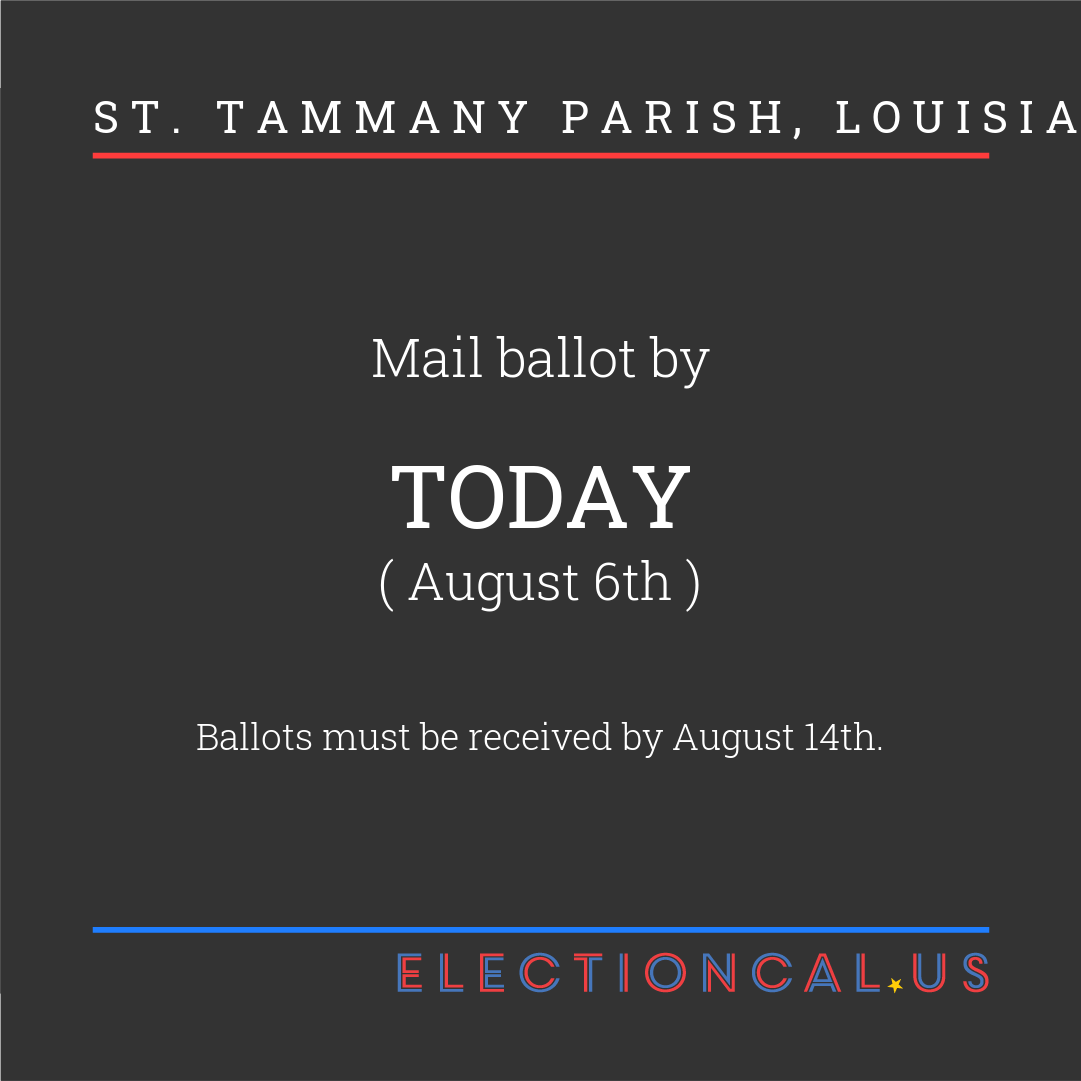 ST. TAMMANY PARISH, LOUISIA
Mail ballot by
TODAY
( August 6th )
Ballots must be received by August 14th.
ELECTIONCAL.US